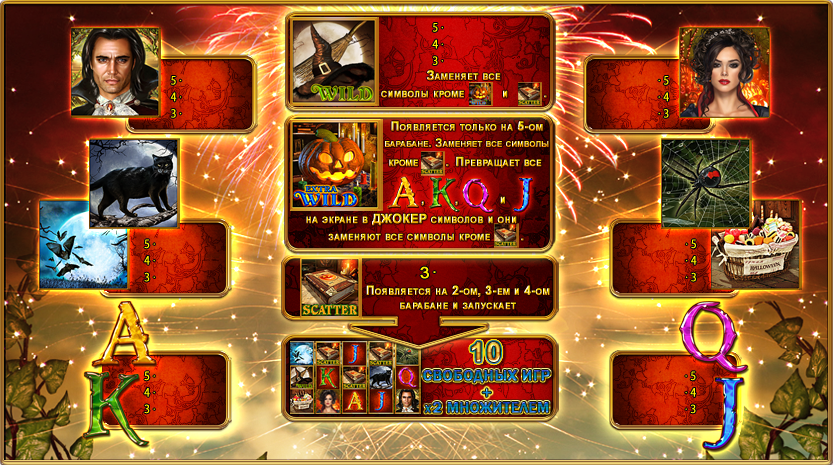 5·
4·
3·
WILD
Заменяет все
символы кроме и SCATTER .
5·
4·
3·
5·
4·
3·
Появляется только на 5-ом
барабане. Заменяет все символы
кроме SCATTER . Превращает все
A, K, Q и J
EXTRA
WILD
на экране в ДЖОКЕР символов и они
заменяют все символы кроме SCATTER .
5·
4·
3·
HALLOWEEN
5·
4·
3·
3·
Появляется на 2-ом, 3-ем и 4-ом
барабане и запускает
SCATTER
A
K
5·
4·
3·
J
SCATTER
K
SCATTER
Q
A
J
10
СВОБОДНЫХ ИГР
+
x2 МНОЖИТЕЛЕМ
Q
J
5·
4·
3·